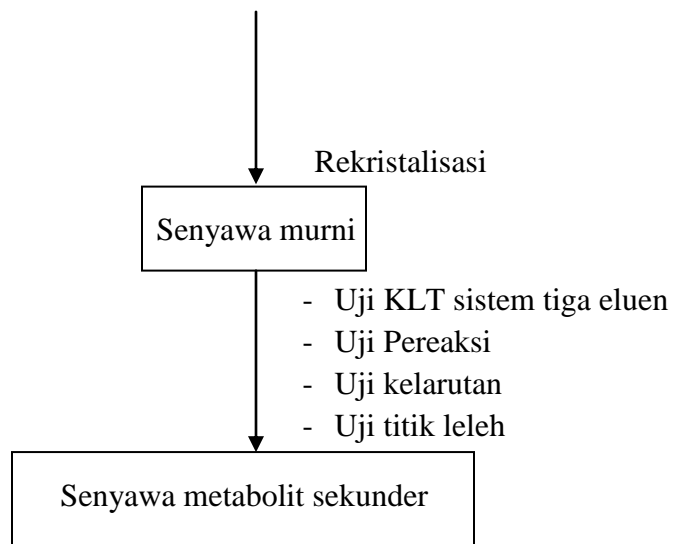 Rekristalisasi
Senyawa murni
- Uji KLT sistem tiga eluen
- Uji Pereaksi
- Uji kelarutan
- Uji titik leleh
Senyawa metabolit sekunder